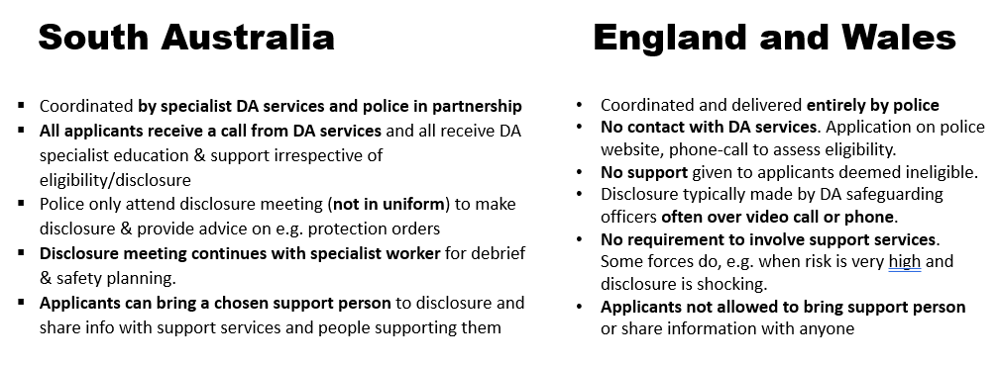 South Australia
▪ Coordinated by specialist DA services and police in partnership
▪ All applicants receive a call from DA services and all receive DA
specialist education & support irrespective of
eligibility/disclosure
▪ Police only attend disclosure meeting (not in uniform) to make
disclosure & provide advice on e.g. protection orders
▪ Disclosure meeting continues with specialist worker for debrief
& safety planning.
▪ Applicants can bring a chosen support person to disclosure and
share info with support services and people supporting them
England and Wales
• Coordinated and delivered entirely by police
• No contact with DA services. Application on police
website, phone-call to assess eligibility.
• No support given to applicants deemed ineligible.
• Disclosure typically made by DA safeguarding
officers often over video call or phone.
• No requirement to involve support services.
Some forces do, e.g. when risk is very high and
disclosure is shocking.
• Applicants not allowed to bring support person
or share information with anyone